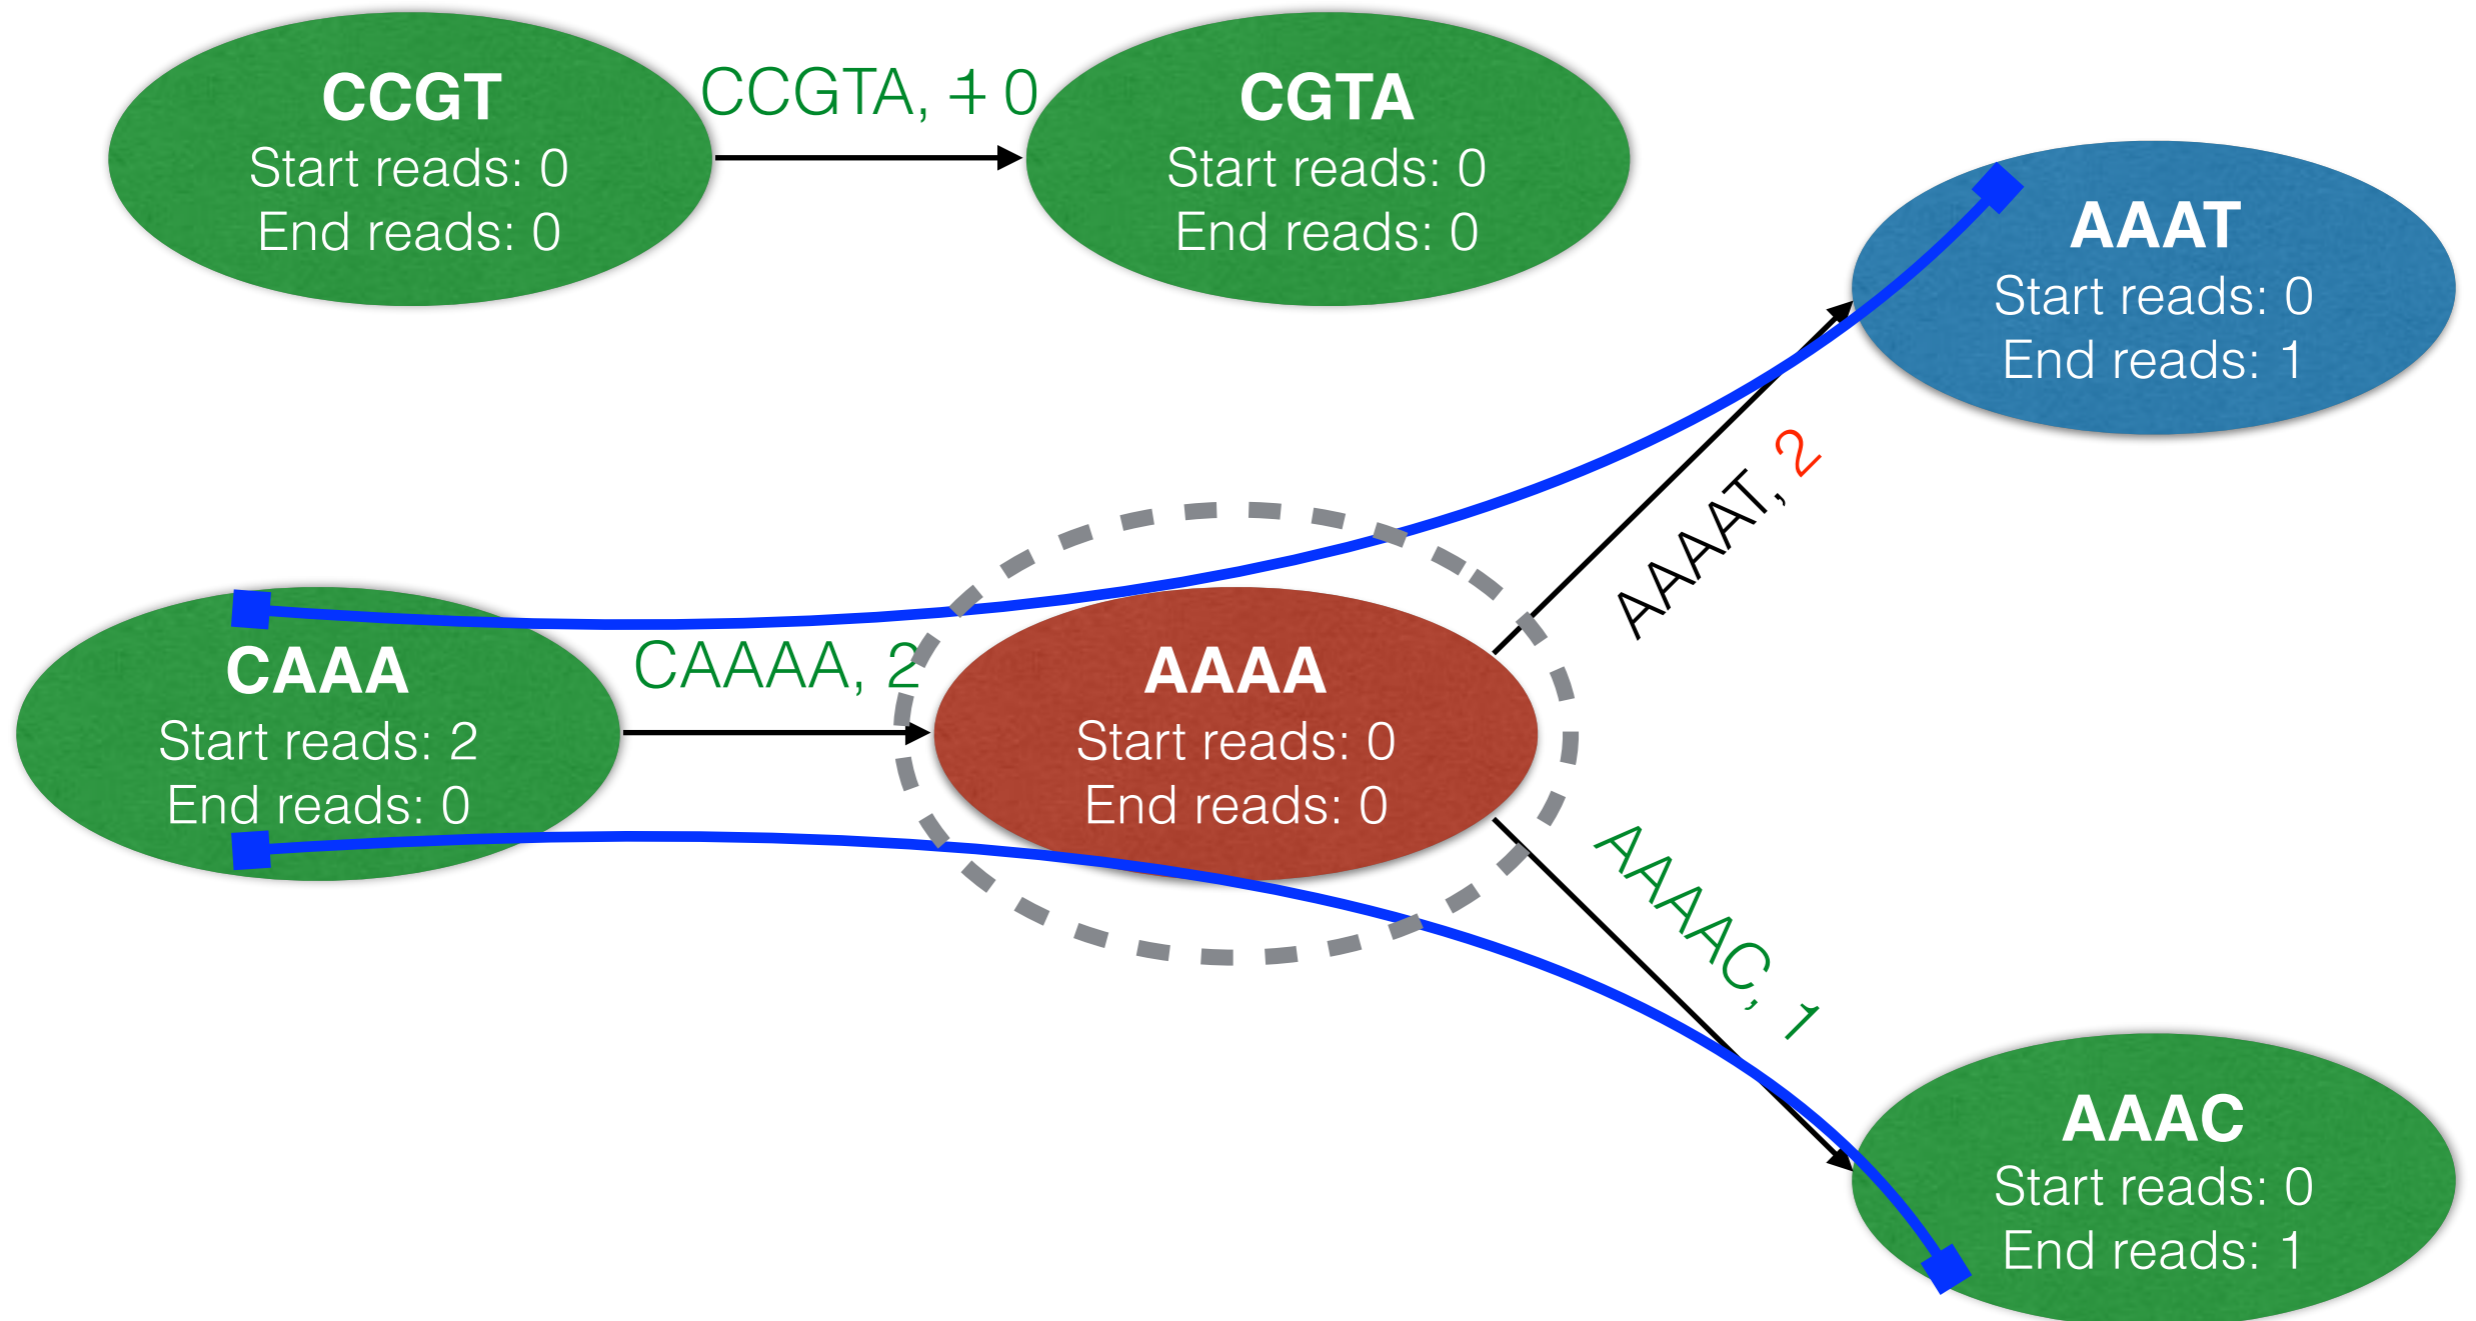 CCGT
Start reads: 0
End reads: 0
CCGTA, 1 0
CGTA
Start reads: 0
End reads: 0
AAAT
Start reads: 0
End reads: 1
AAAAT, 2
CAAA
Start reads: 2
End reads: 0
CAAAA, 2
AAAA
Start reads: 0
End reads: 0
AAAAC, 1
AAAC
Start reads: 0
End reads: 1